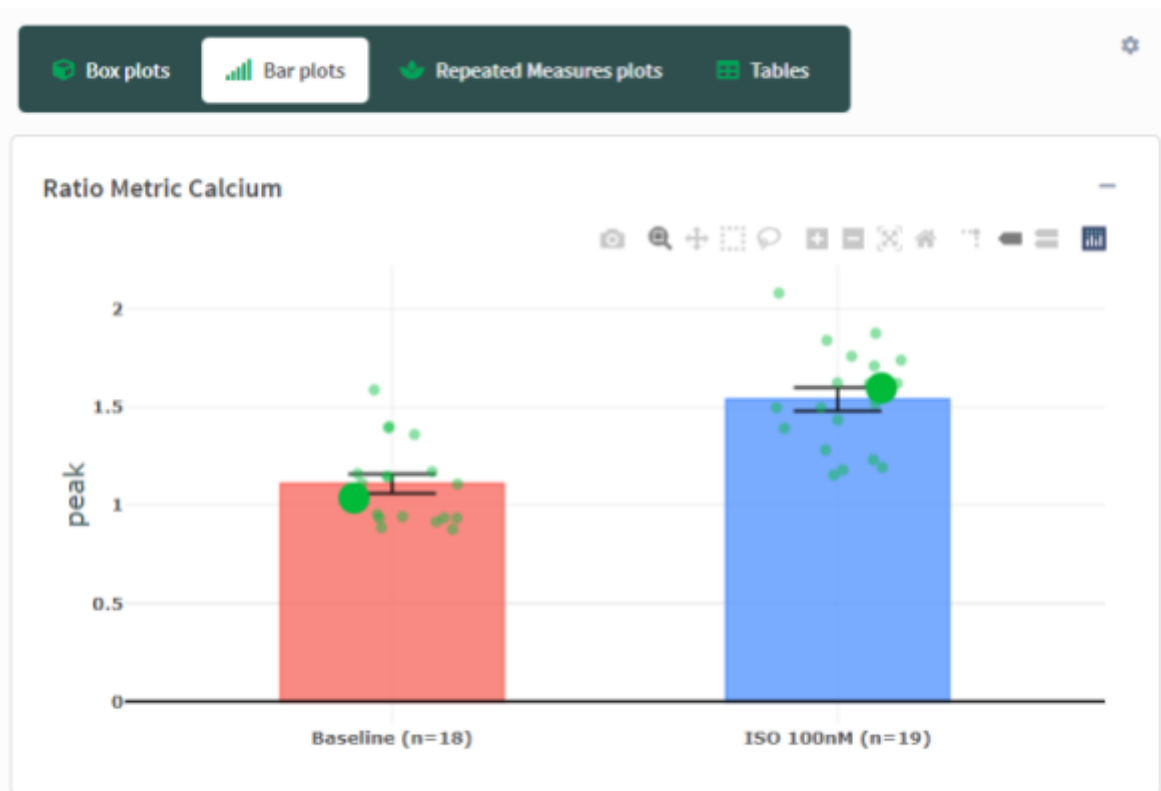 Box plots Bar plots Repeated Measures plots Tables
Ratio Metric Calcium
2
1.5
1
0.5
0
peak
Baseline (n=18) ISO 100nM (n=19)